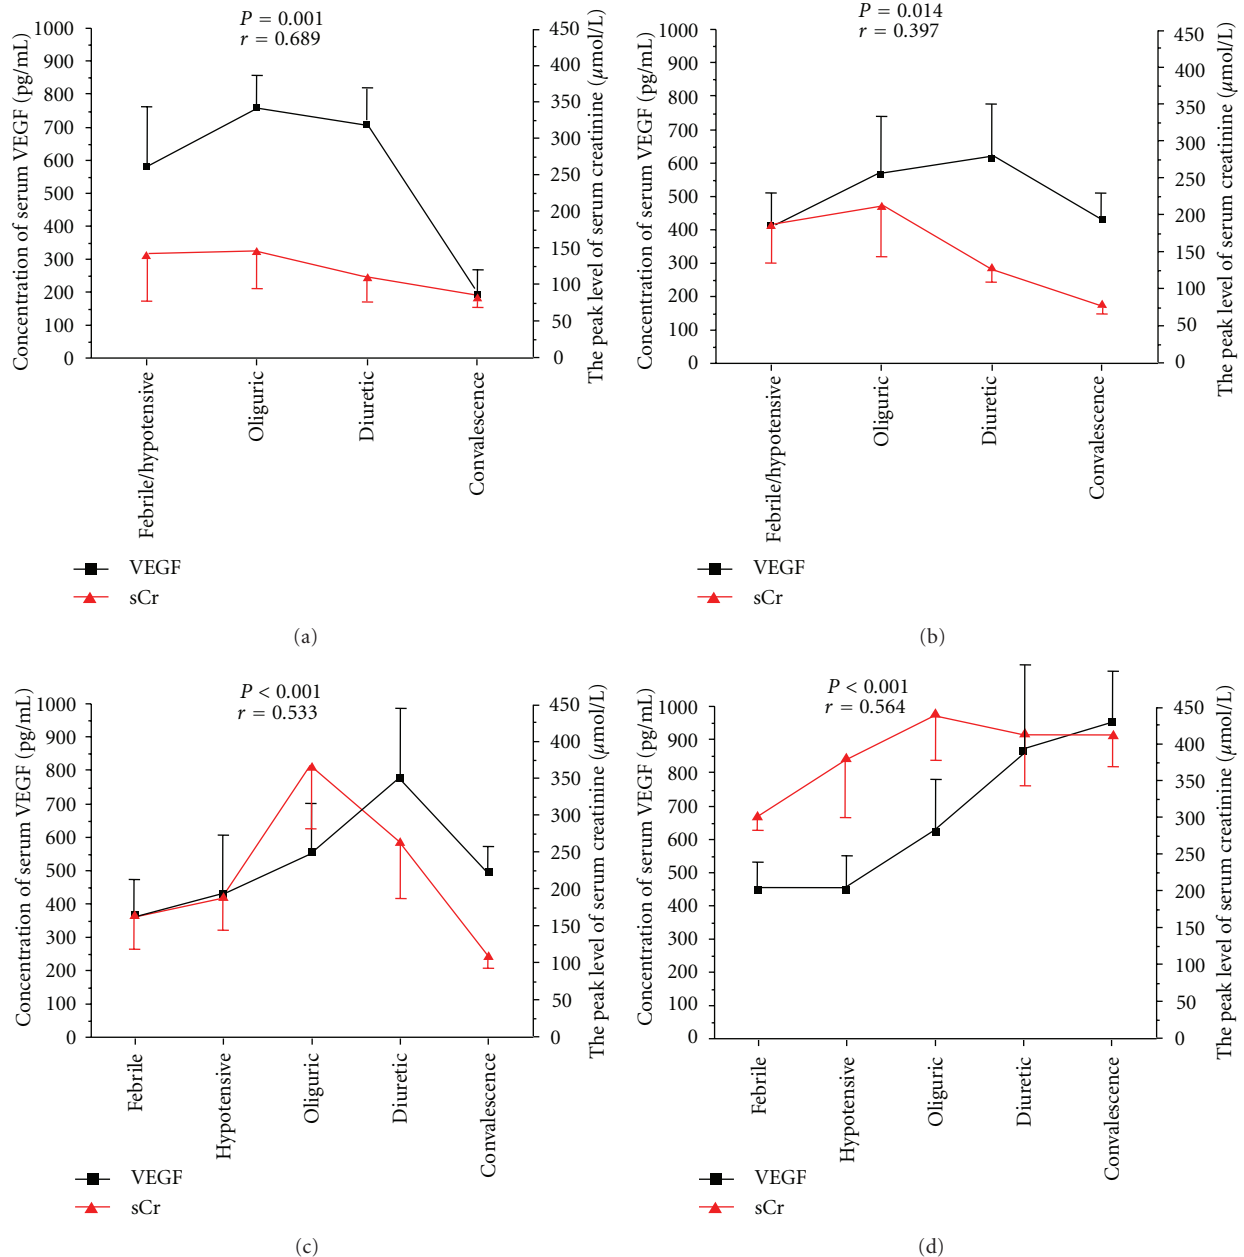 P = 0.001
r = 0.689
Concentration of serum VEGF (pg/mL)
1000
900
800
700
600
500
400
300
200
100
0
450
400
350
300
250
200
150
100
50
0
The peak level of serum creatinine (μmol/L)
Febrile/hypotensive
Oliguric
Diuretic
Convalescence
VEGF
sCr
(a)
P = 0.014
r = 0.397
Concentration of serum VEGF (pg/mL)
1000
900
800
700
600
500
400
300
200
100
0
450
400
350
300
250
200
150
100
50
0
The peak level of serum creatinine (μmol/L)
Febrile/hypotensive
Oliguric
Diuretic
Convalescence
VEGF
sCr
(b)
P < 0.001
r = 0.533
Concentration of serum VEGF (pg/mL)
1000
900
800
700
600
500
400
300
200
100
0
450
400
350
300
250
200
150
100
50
0
The peak level of serum creatinine (μmol/L)
Febrile
Hypotensive
Oliguric
Diuretic
Convalescence
VEGF
sCr
(c)
P < 0.001
r = 0.564
Concentration of serum VEGF (pg/mL)
1000
900
800
700
600
500
400
300
200
100
0
450
400
350
300
250
200
150
100
50
0
The peak level of serum creatinine (μmol/L)
Febrile
Hypotensive
Oliguric
Diuretic
Convalescence
VEGF
sCr
(d)